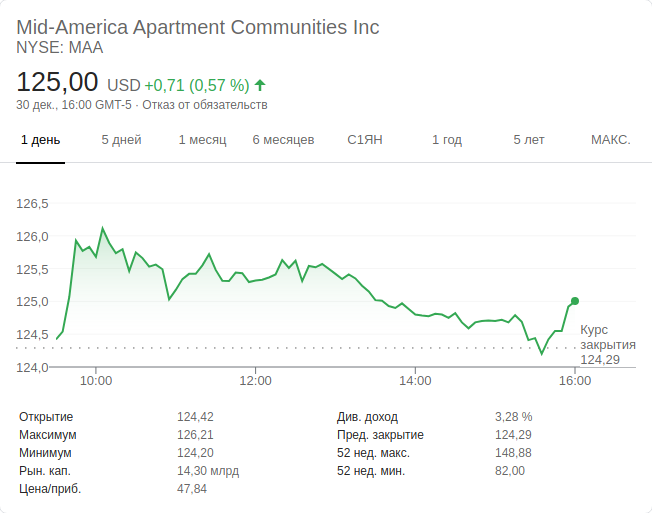 Mid-America Apartment Communities Inc
NYSE: MAA
125,00 USD +0,71 (0,57 %)
30 дек., 16:00 GMT-5 · Отказ от обязательств
1 день 5 дней 1 месяц 6 месяцев С1ЯН 1 год 5 лет МАКС.
126,5
126,0
125,5
125,0
124,5
124,0
Курс
закрытия
124,29
10:00 12:00 14:00 16:00
Открытие 124,42 Див. доход 3,28 %
Максимум 126,21 Пред. закрытие 124,29
Минимум 124,20 52 нед. макс. 148,88
Рын. кап. 14,30 млрд 52 нед. мин. 82,00
Цена/приб. 47,84